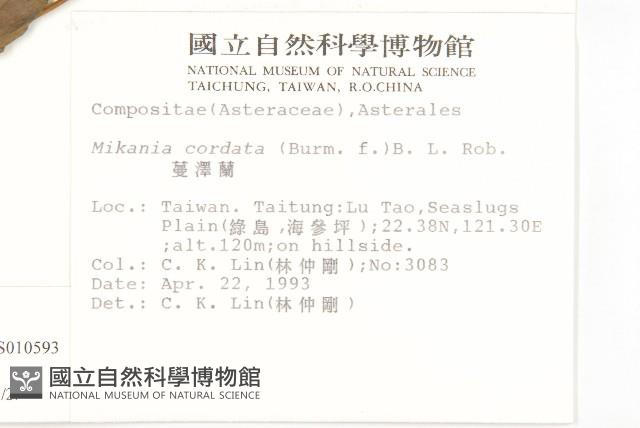 國立自然科學博物館
NATIONAL MUSEUM OF NATURAL SCIENCE
TAICHUNG, TAIWAN, R.O.CHINA
Compositae(Asteraceae),Asterales
Mikania cordata (Burm. f.)B. L. Rob.
蔓澤蘭
Loc.: Taiwan. Taitung:Lu Tao,Seaslugs
Plain(綠島,海參坪);22.38N,121.30E
;alt.120m;on hillside.
Col.: C. K. Lin(林仲剛);No:3083
Date: Apr. 22, 1993
Det.: C. K. Lin(林仲剛)
S010593
國立自然科學博物館
NATIONAL MUSEUM OF NATURAL SCIENCE